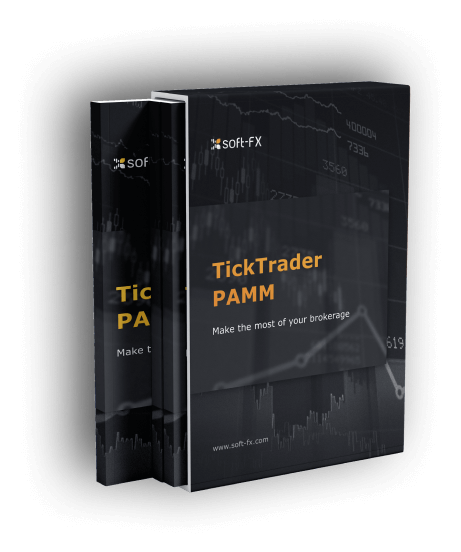 soft-FX
TickTrader
PAMM
Make the most of your brokerage
www.soft-fx.com
400004
7336
3560
619
sof
Tic
PA
Make t